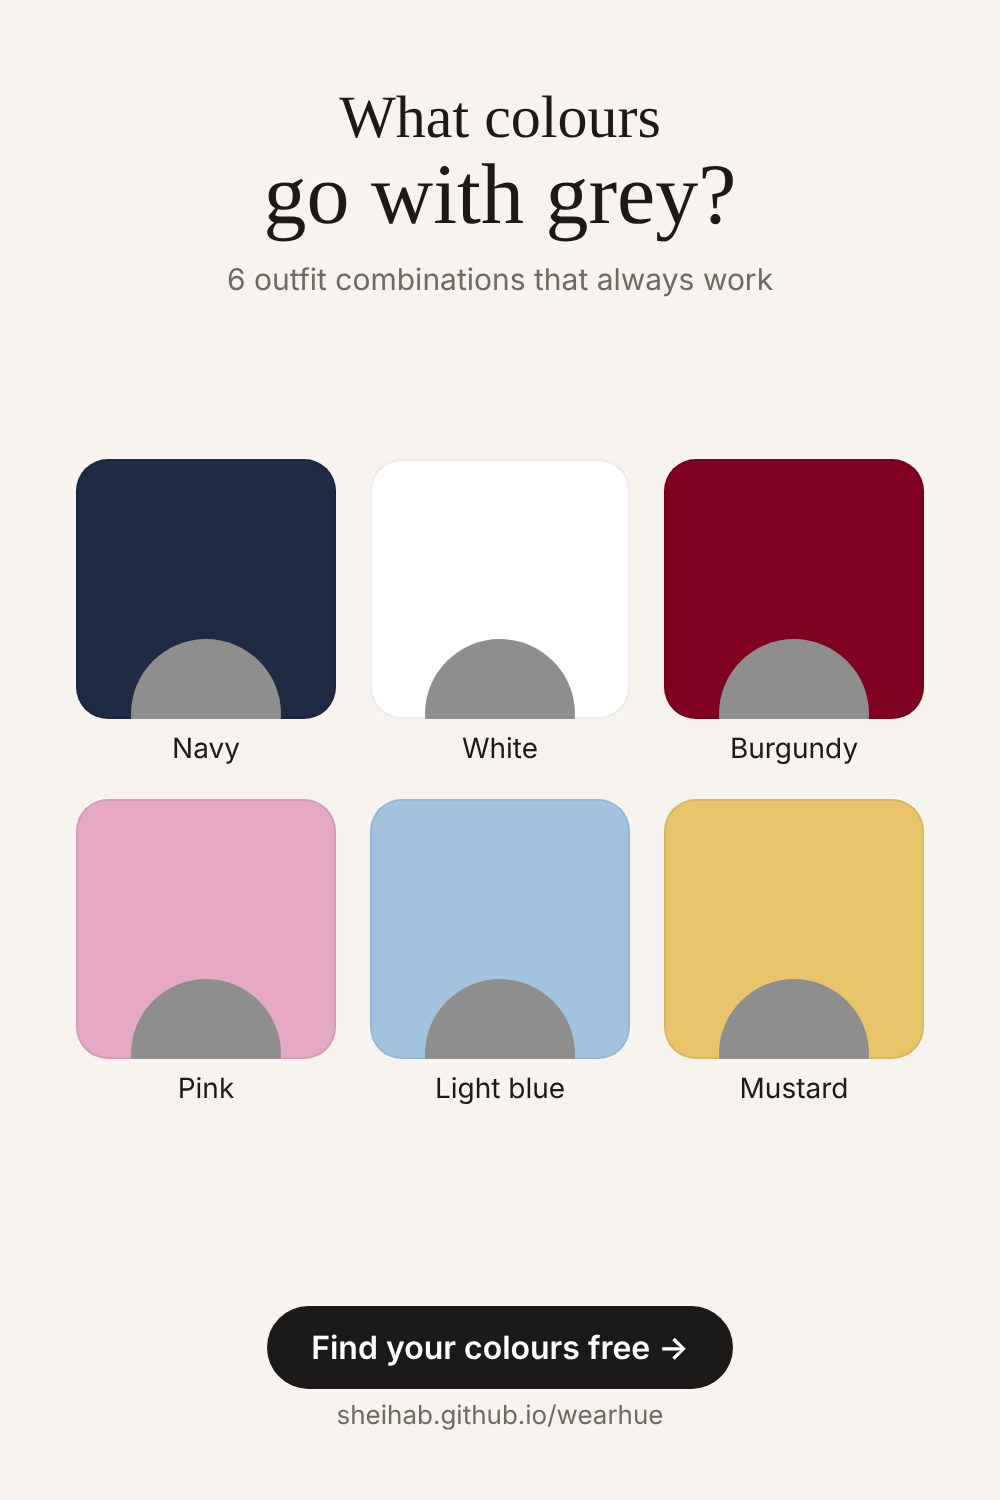 What colours
go with grey?
6 outfit combinations that always work
Navy
White
Burgundy
Pink
Light blue
Mustard
Find your colours free →
sheihab.github.io/wearhue